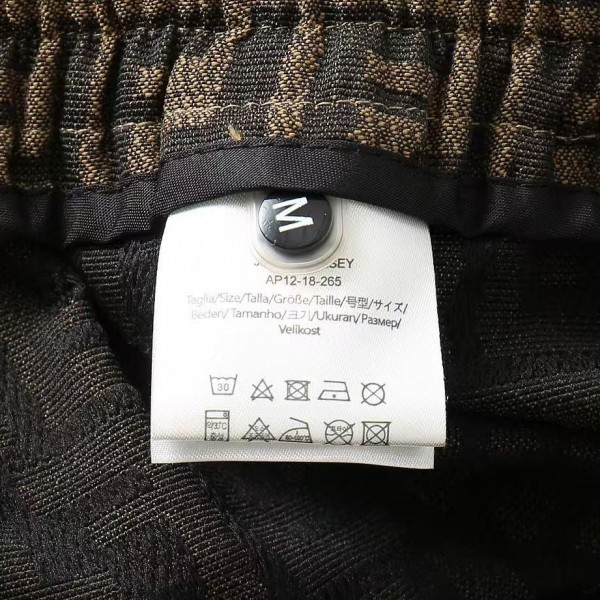 M
AP12-18-265
Taglia/Size/Talla/Größe/Taille/号型/サイズ/
Beden/Tamanho/크기/Ukuran/Размер/
Velikost
30